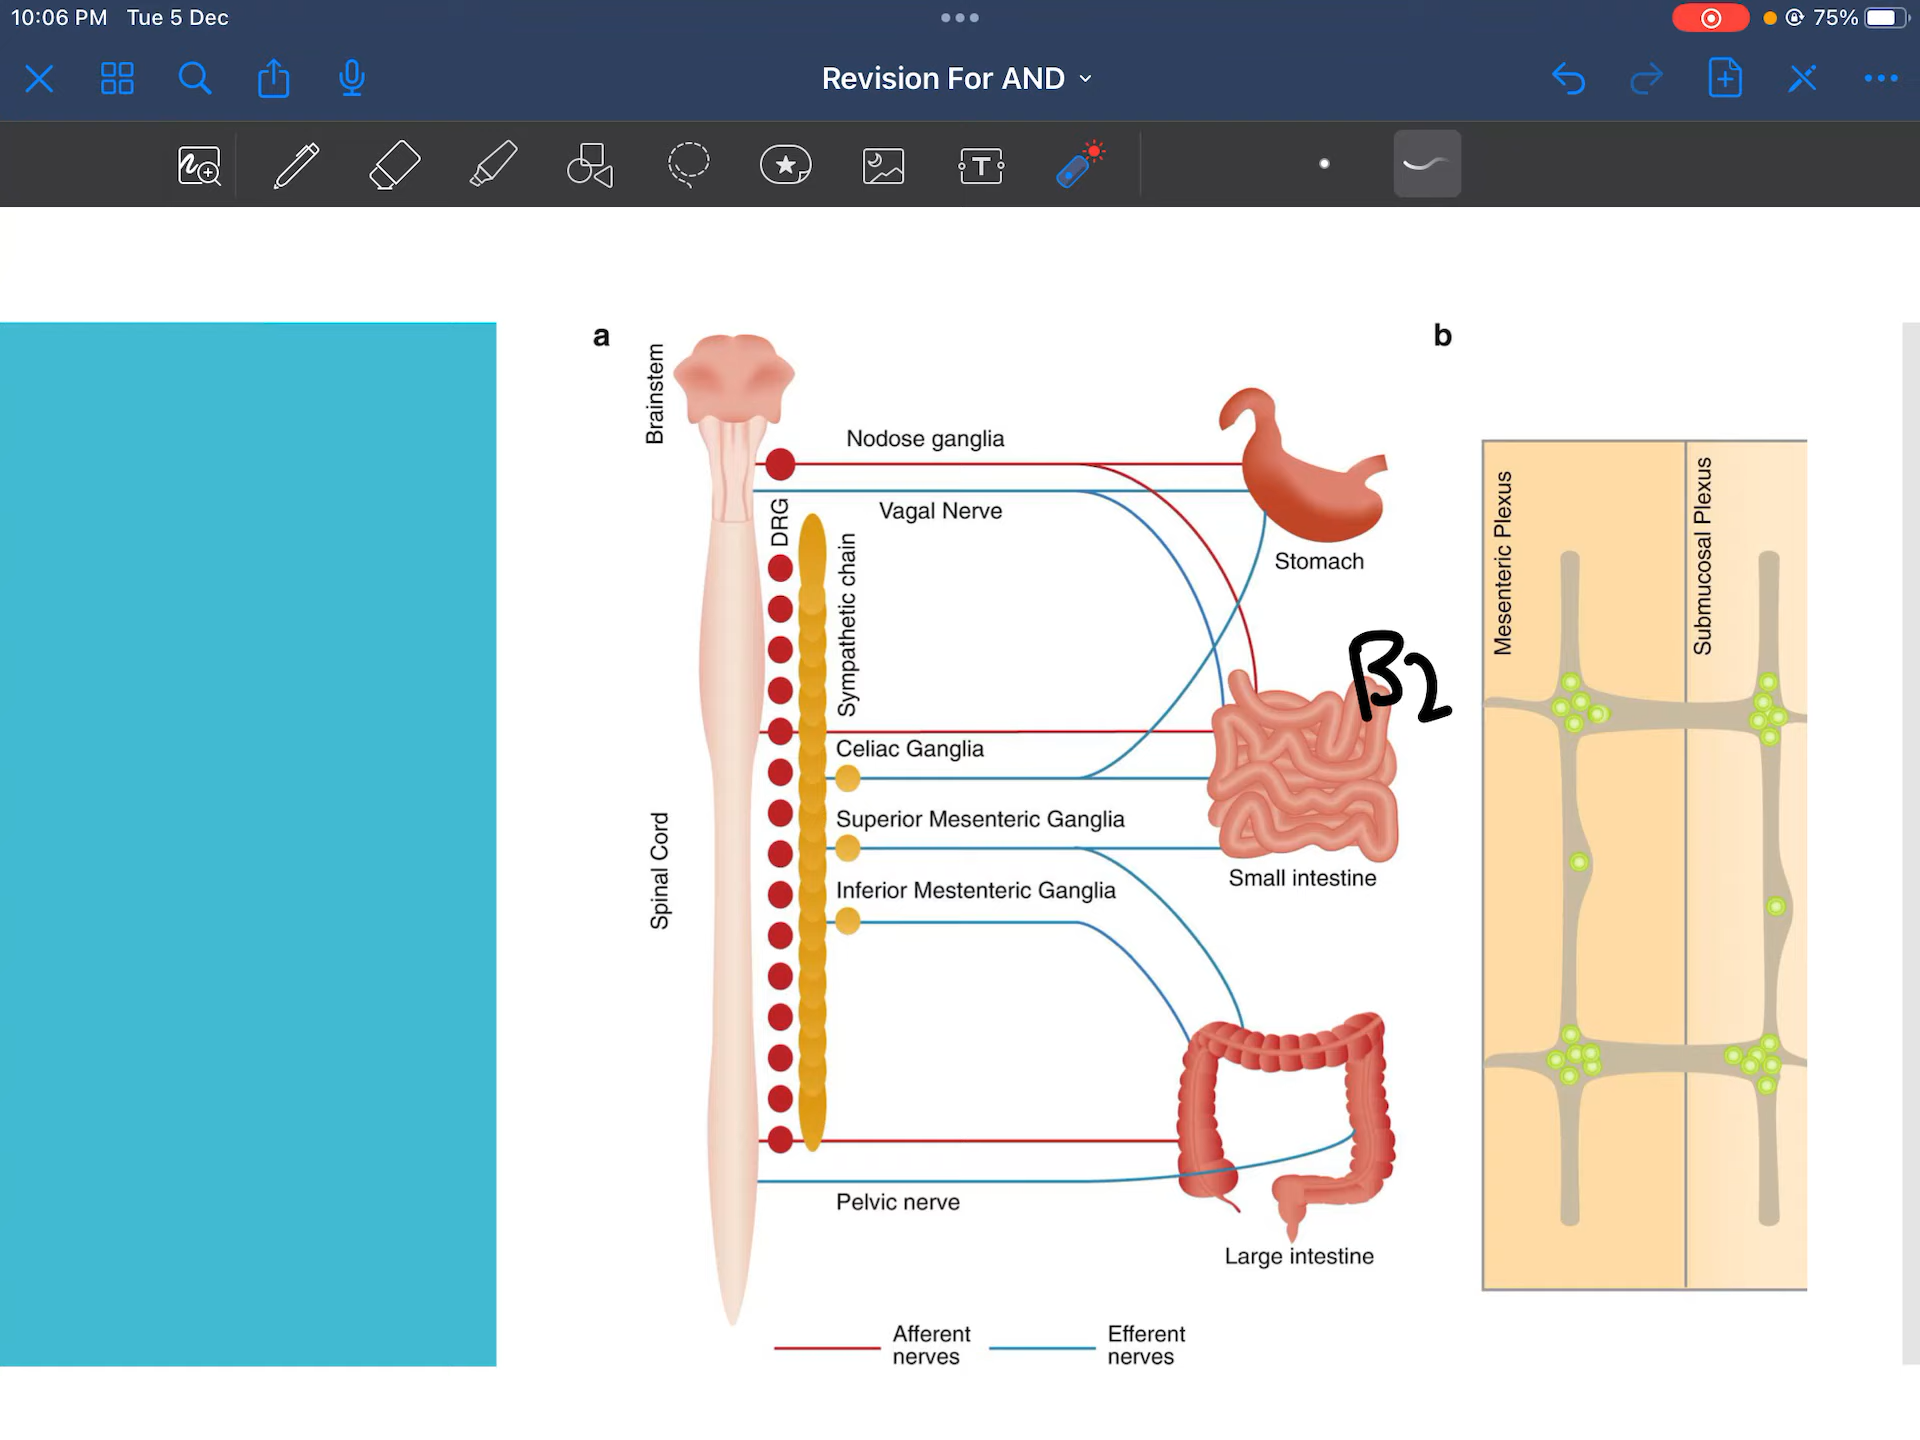 10:06 PM Tue 5 Dec
75%
Revision For AND
T
a
b
Brainstem
Nodose ganglia
Vagal Nerve
DRG
Sympathetic chain
Stomach
β2
Celiac Ganglia
Superior Mesenteric Ganglia
Inferior Mestenteric Ganglia
Spinal Cord
Small intestine
Pelvic nerve
Large intestine
Afferent
nerves
Efferent
nerves
Mesenteric Plexus
Submucosal Plexus